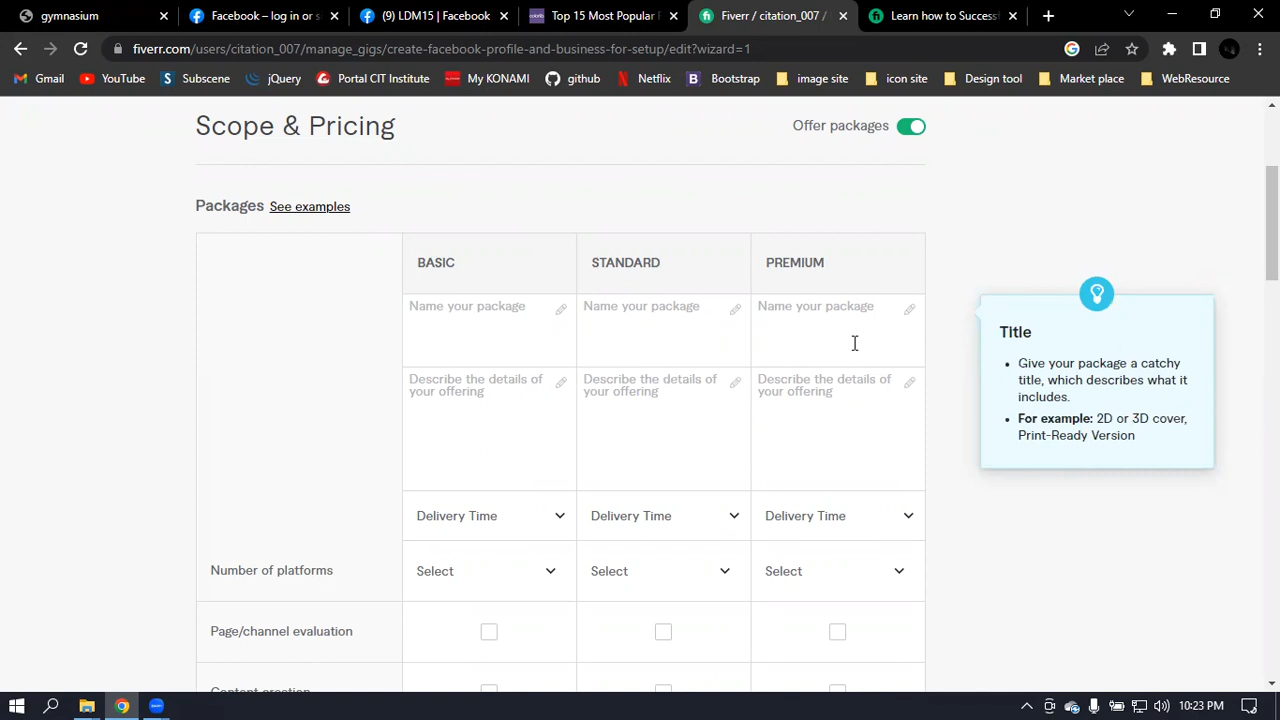 gymnasium
Facebook – log in or s
(9) LDM15 | Facebook
Top 15 Most Popular
Fiverr / citation_007 /
Learn how to Successf
fiverr.com/users/citation_007/manage_gigs/create-facebook-profile-and-business-for-setup/edit?wizard=1
Gmail
YouTube
Subscene
jQuery
Portal CIT Institute
My KONAMI
github
Netflix
Bootstrap
image site
icon site
Design tool
Market place
WebResource
Scope & Pricing
Offer packages
Packages See examples
BASIC
STANDARD
PREMIUM
Name your package
Name your package
Name your package
Describe the details of
your offering
Describe the details of
your offering
Describe the details of
your offering
Title
Give your package a catchy
title, which describes what it
includes.
For example: 2D or 3D cover,
Print-Ready Version
Delivery Time
Delivery Time
Delivery Time
Number of platforms
Select
Select
Select
Page/channel evaluation
Content creation
10:23 PM